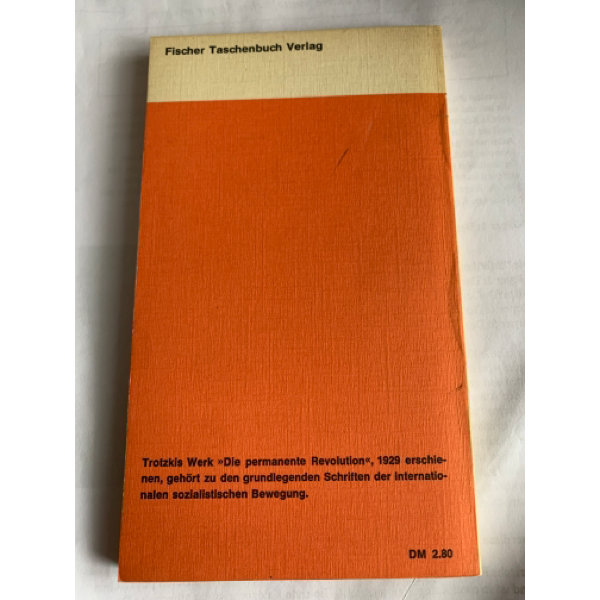 Fischer Taschenbuch Verlag
Trotzkis Werk »Die permanente Revolution«, 1929 erschie-
nen, gehört zu den grundlegenden Schriften der internatio-
nalen sozialistischen Bewegung.
DM 2.80